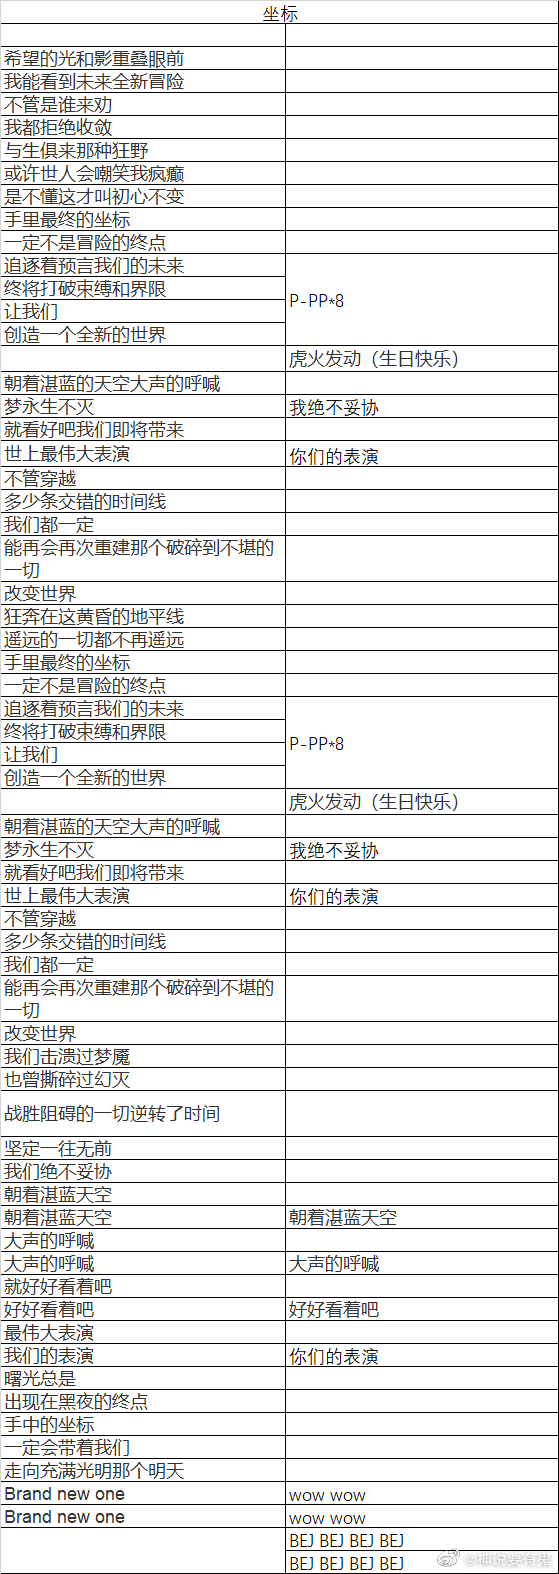 坐标
希望的光和影重叠眼前
我能看到未来全新冒险
不管是谁来劝
我都拒绝收敛
与生俱来那种狂野
或许世人会嘲笑我疯癫
是不懂这才叫初心不变
手里最终的坐标
一定不是冒险的终点
追逐着预言我们的未来
终将打破束缚和界限
让我们
创造一个全新的世界
P-PP*8
虎火发动（生日快乐）
朝着湛蓝的天空大声的呼喊
梦永生不灭 我绝不妥协
就看好吧我们即将带来
世上最伟大表演 你们的表演
不管穿越
多少条交错的时间线
我们都一定
能再会再次重建那个破碎到不堪的
一切
改变世界
狂奔在这黄昏的地平线
遥远的一切都不再遥远
手里最终的坐标
一定不是冒险的终点
追逐着预言我们的未来
终将打破束缚和界限
让我们
创造一个全新的世界
P-PP*8
虎火发动（生日快乐）
朝着湛蓝的天空大声的呼喊
梦永生不灭 我绝不妥协
就看好吧我们即将带来
世上最伟大表演 你们的表演
不管穿越
多少条交错的时间线
我们都一定
能再会再次重建那个破碎到不堪的
一切
改变世界
我们击溃过梦魇
也曾撕碎过幻灭
战胜阻碍的一切逆转了时间
坚定一往无前
我们绝不妥协
朝着湛蓝天空
朝着湛蓝天空 朝着湛蓝天空
大声的呼喊
大声的呼喊 大声的呼喊
就好好看着吧
好好看着吧 好好看着吧
最伟大表演
我们的表演 你们的表演
曙光总是
出现在黑夜的终点
手中的坐标
一定会带着我们
走向充满光明那个明天
Brand new one wow wow
Brand new one wow wow
BEJ BEJ BEJ BEJ
BEJ BEJ BEJ BEJ